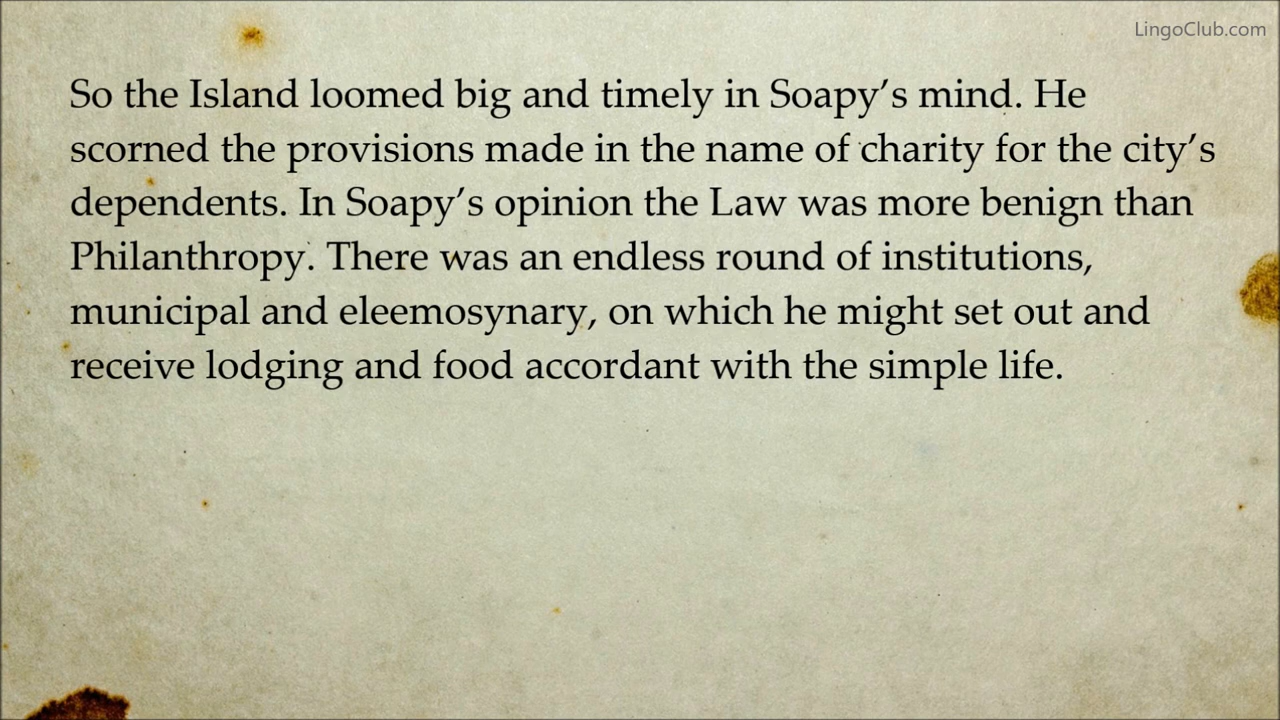 LingoClub.com
So the Island loomed big and timely in Soapy’s mind. He
scorned the provisions made in the name of charity for the city’s
dependents. In Soapy’s opinion the Law was more benign than
Philanthropy. There was an endless round of institutions,
municipal and eleemosynary, on which he might set out and
receive lodging and food accordant with the simple life.